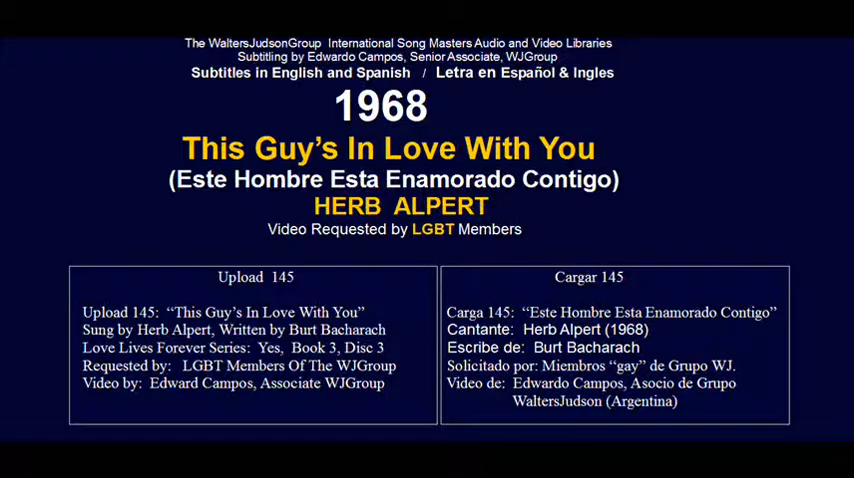 The WaltersJudsonGroup International Song Masters Audio and Video Libraries
Subtitling by Edwardo Campos, Senior Associate, WJGroup
Subtitles in English and Spanish / Letra en Español & Ingles
1968
This Guy's In Love With You
(Este Hombre Esta Enamorado Contigo)
HERB ALPERT
Video Requested by LGBT Members
Upload 145
Upload 145: “This Guy's In Love With You”
Sung by Herb Alpert, Written by Burt Bacharach
Love Lives Forever Series: Yes, Book 3, Disc 3
Requested by: LGBT Members Of The WJGroup
Video by: Edward Campos, Associate WJGroup
Cargar 145
Carga 145: “Este Hombre Esta Enamorado Contigo”
Cantante: Herb Alpert (1968)
Escribe de: Burt Bacharach
Solicitado por: Miembros “gay” de Grupo WJ.
Video de: Edwardo Campos, Asocio de Grupo
WaltersJudson (Argentina)